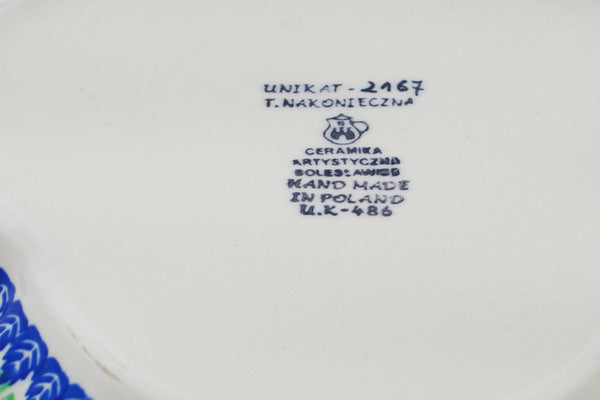 UNIKAT - 2167
T. NAKONIECZNA
CERAMIKA
ARTYSTYCZNA
BOLESŁAWIEC
HAND MADE
IN POLAND
U.K-486